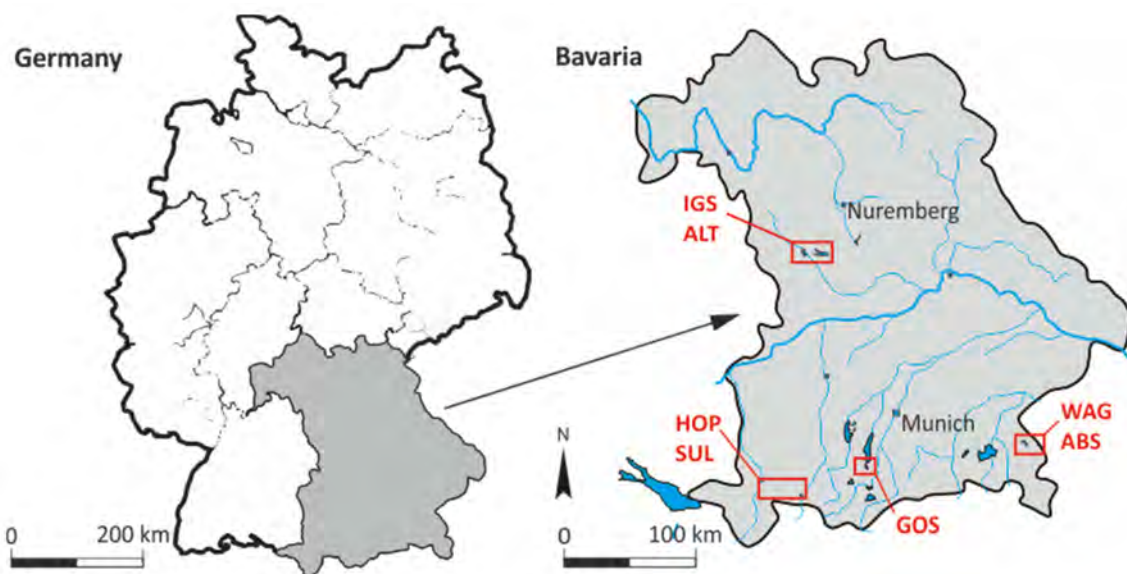 Germany
Bavaria
IGS
ALT
Nuremberg
HOP
SUL
Munich
WAG
ABS
GOS
N
0 200 km
0 100 km